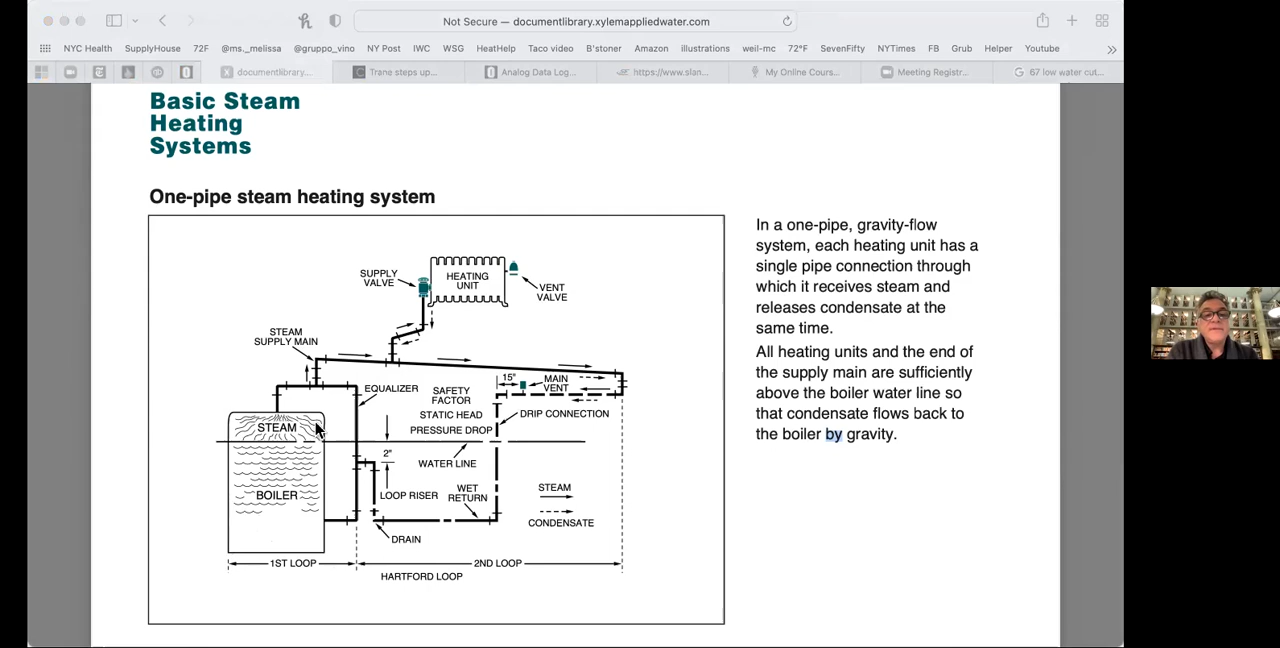 Not Secure — documentlibrary.xylemappliedwater.com
NYC Health SupplyHouse 72F @ms._melissa @gruppo_vino NY Post IWC WSG HeatHelp Taco video B'stoner Amazon illustrations weil-mc 72°F SevenFifty NYTimes FB Grub Helper Youtube
documentlibrary.... Trane steps up... Analog Data Log... https://www.slan... My Online Cours... Meeting Registr... 67 low water cut...
Basic Steam
Heating
Systems
One-pipe steam heating system
SUPPLY
VALVE
HEATING
UNIT
VENT
VALVE
STEAM
SUPPLY MAIN
EQUALIZER
SAFETY
FACTOR
STATIC HEAD
PRESSURE DROP
15"
MAIN
VENT
DRIP CONNECTION
STEAM
2"
WATER LINE
BOILER
LOOP RISER
WET
RETURN
STEAM
CONDENSATE
DRAIN
1ST LOOP
2ND LOOP
HARTFORD LOOP
In a one-pipe, gravity-flow
system, each heating unit has a
single pipe connection through
which it receives steam and
releases condensate at the
same time.
All heating units and the end of
the supply main are sufficiently
above the boiler water line so
that condensate flows back to
the boiler by gravity.